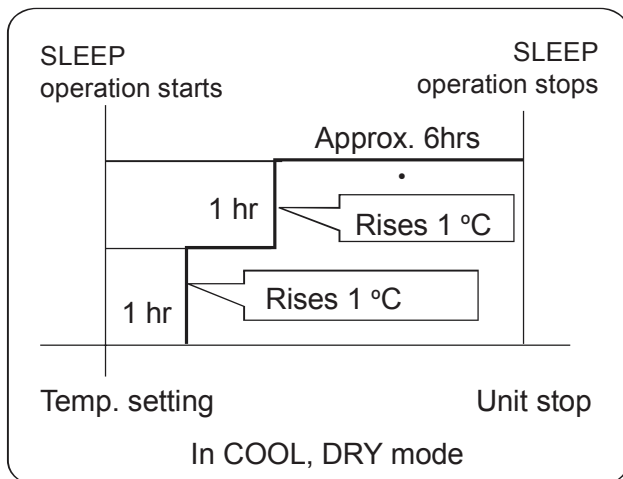 SLEEP
operation starts
SLEEP
operation stops
Approx. 6hrs
1 hr
Rises 1 ºC
1 hr
Rises 1 ºC
Temp. setting
Unit stop
In COOL, DRY mode